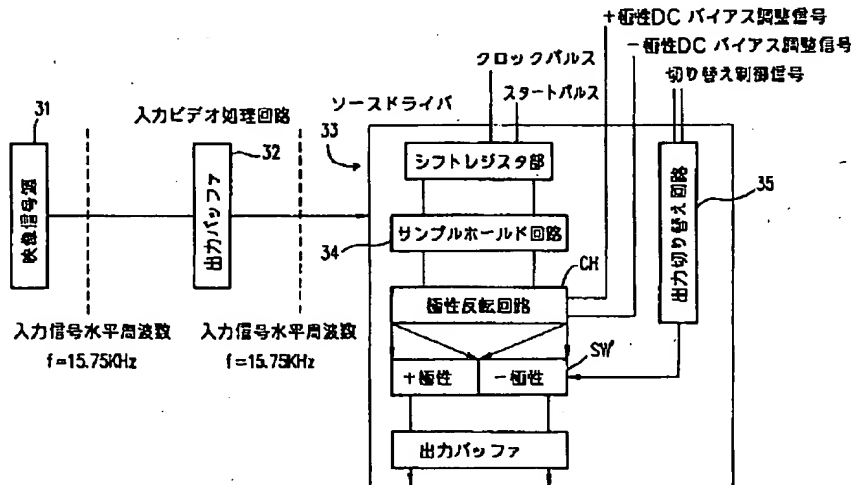 +極性DC バイアス調整信号
-極性DC バイアス調整信号
切り替え制御信号
クロックパルス
スタートパルス
ソースドライバ
入力ビデオ処理回路
31
32
33
34
35
映像信号源
出力バッファ
シフトレジスタ部
サンプルホールド回路
CH
極性反転回路
出力切り替え回路
SW
+極性
-極性
出力バッファ
入力信号水平周波数
f=15.75KHz
入力信号水平周波数
f=15.75KHz